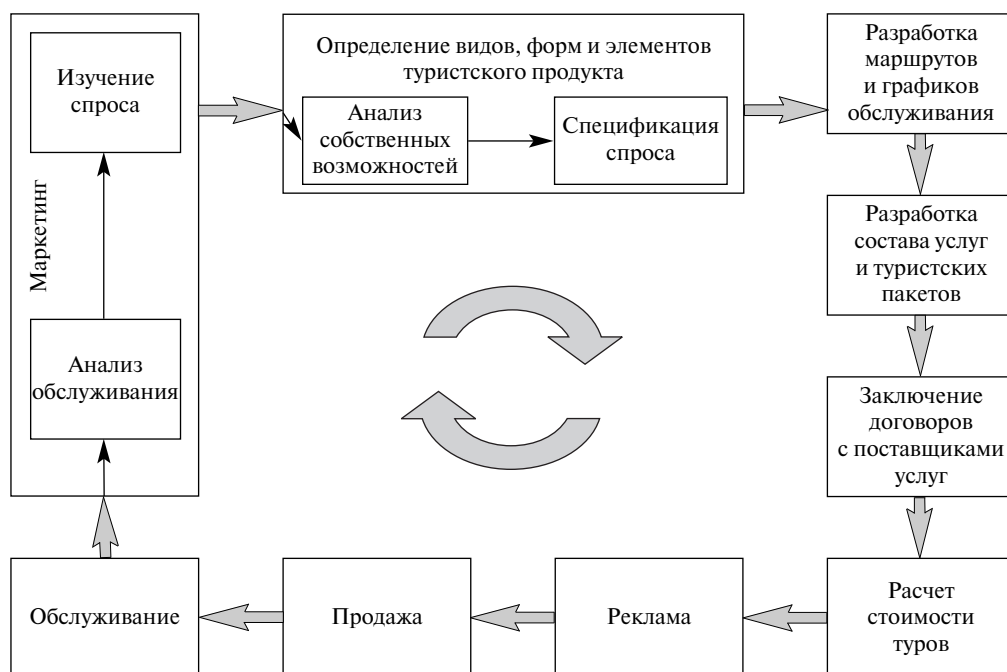 Маркетинг
Изучение
спроса
Анализ
обслуживания
Определение видов, форм и элементов
туристского продукта
Анализ
собственных
возможностей
Спецификация
спроса
Разработка
маршрутов
и графиков
обслуживания
Разработка
состава услуг
и туристских
пакетов
Заключение
договоров
с поставщиками
услуг
Расчет
стоимости
туров
Реклама
Продажа
Обслуживание